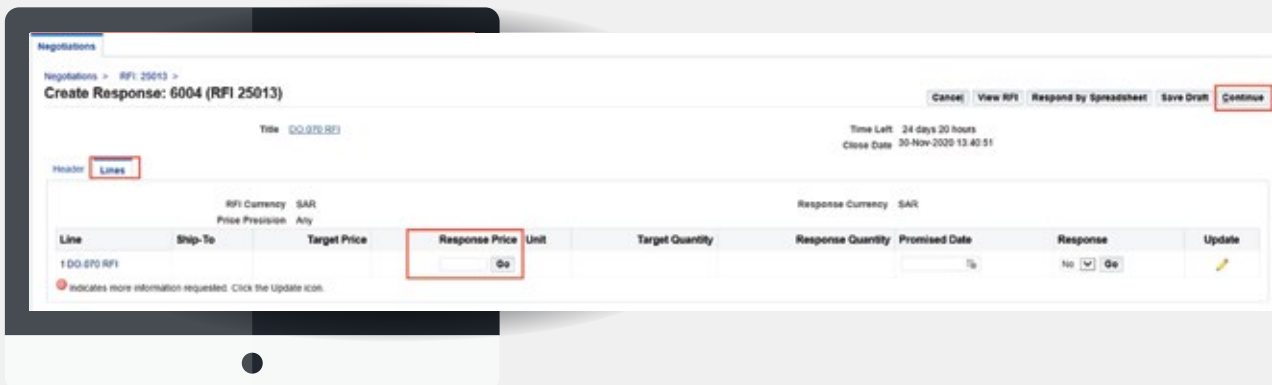 Negotiations
Negotiations > RFI: 25013 >
Create Response: 6004 (RFI 25013)
Cancel View RFI Respond by Spreadsheet Save Draft Continue
Title DO.070 RFI
Time Left 24 days 20 hours
Close Date 30-Nov-2020 13:40:51
Header Lines
RFI Currency SAR
Response Currency SAR
Price Precision Any
Line Ship-To Target Price Response Price Unit Target Quantity Response Quantity Promised Date Response Update
1 DO.070 RFI Go No Go
Indicates more information requested. Click the Update icon.